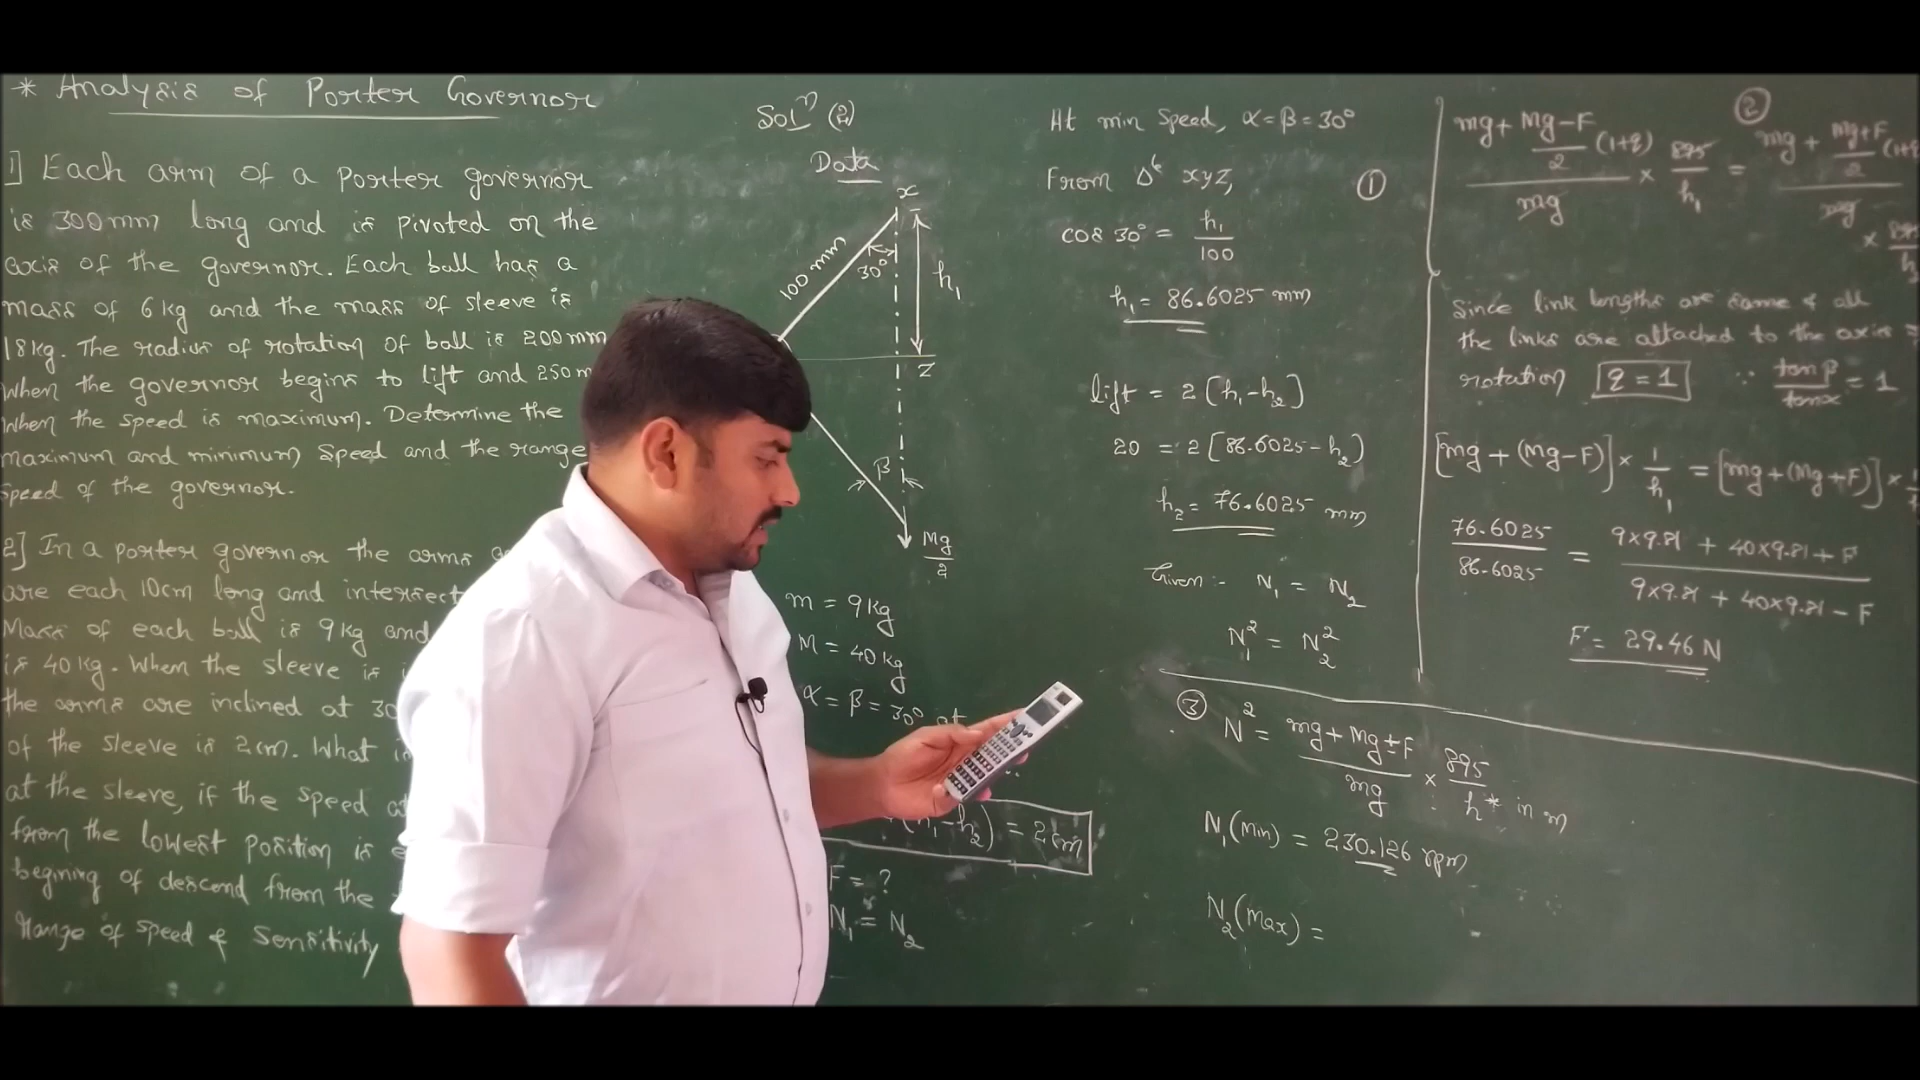 * Analysis of Porter Governor
1] Each arm of a porter governor
is 300mm long and is pivoted on the
axis of the governor. Each ball has a
mass of 6 kg and the mass of sleeve is
18kg. The radius of rotation of ball is 200mm
when the governor begins to lift and 250m
when the speed is maximum. Determine the
maximum and minimum speed and the range
speed of the governor.
2] In a porter governor the arms
are each 10cm long and intersect
Mass of each ball is 9kg and
is 40kg. When the sleeve is
the arms are inclined at 30
of the sleeve is 2cm. What
at the sleeve, if the speed
from the lowest position is
begining of descend from the
range of speed & sensitivity
Solⁿ (2)
Data
x
100 mm
30°
h₁
z
β
Mg/2
m = 9kg
M = 40kg
α = β = 30° at
(h₁-h₂) = 2cm
F = ?
N₁ = N₂
At min Speed, α = β = 30°
From Δˡᵉ xyz,
①
cos 30° = h₁/100
h₁ = 86.6025 mm
lift = 2 [h₁-h₂]
20 = 2 [86.6025 - h₂]
h₂ = 76.6025 mm
Given :- N₁ = N₂
N₁² = N₂²
②
mg + Mg-F/2 (1+q) / mg × 895/h₁ = mg + Mg+F/2 (1+q / mg
× 895/h
Since link lengths are same & all
the links are attached to the axis
rotation q = 1 ∵ tanβ/tanα = 1
[mg + (Mg-F)] × 1/h₁ = [mg + (Mg+F)] × 1/
76.6025/86.6025 = 9×9.81 + 40×9.81 + F / 9×9.81 + 40×9.81 - F
F = 29.46 N
③ N² = mg + Mg ± F / mg × 895/h * in m
N₁(min) = 230.126 rpm
N₂(max) =